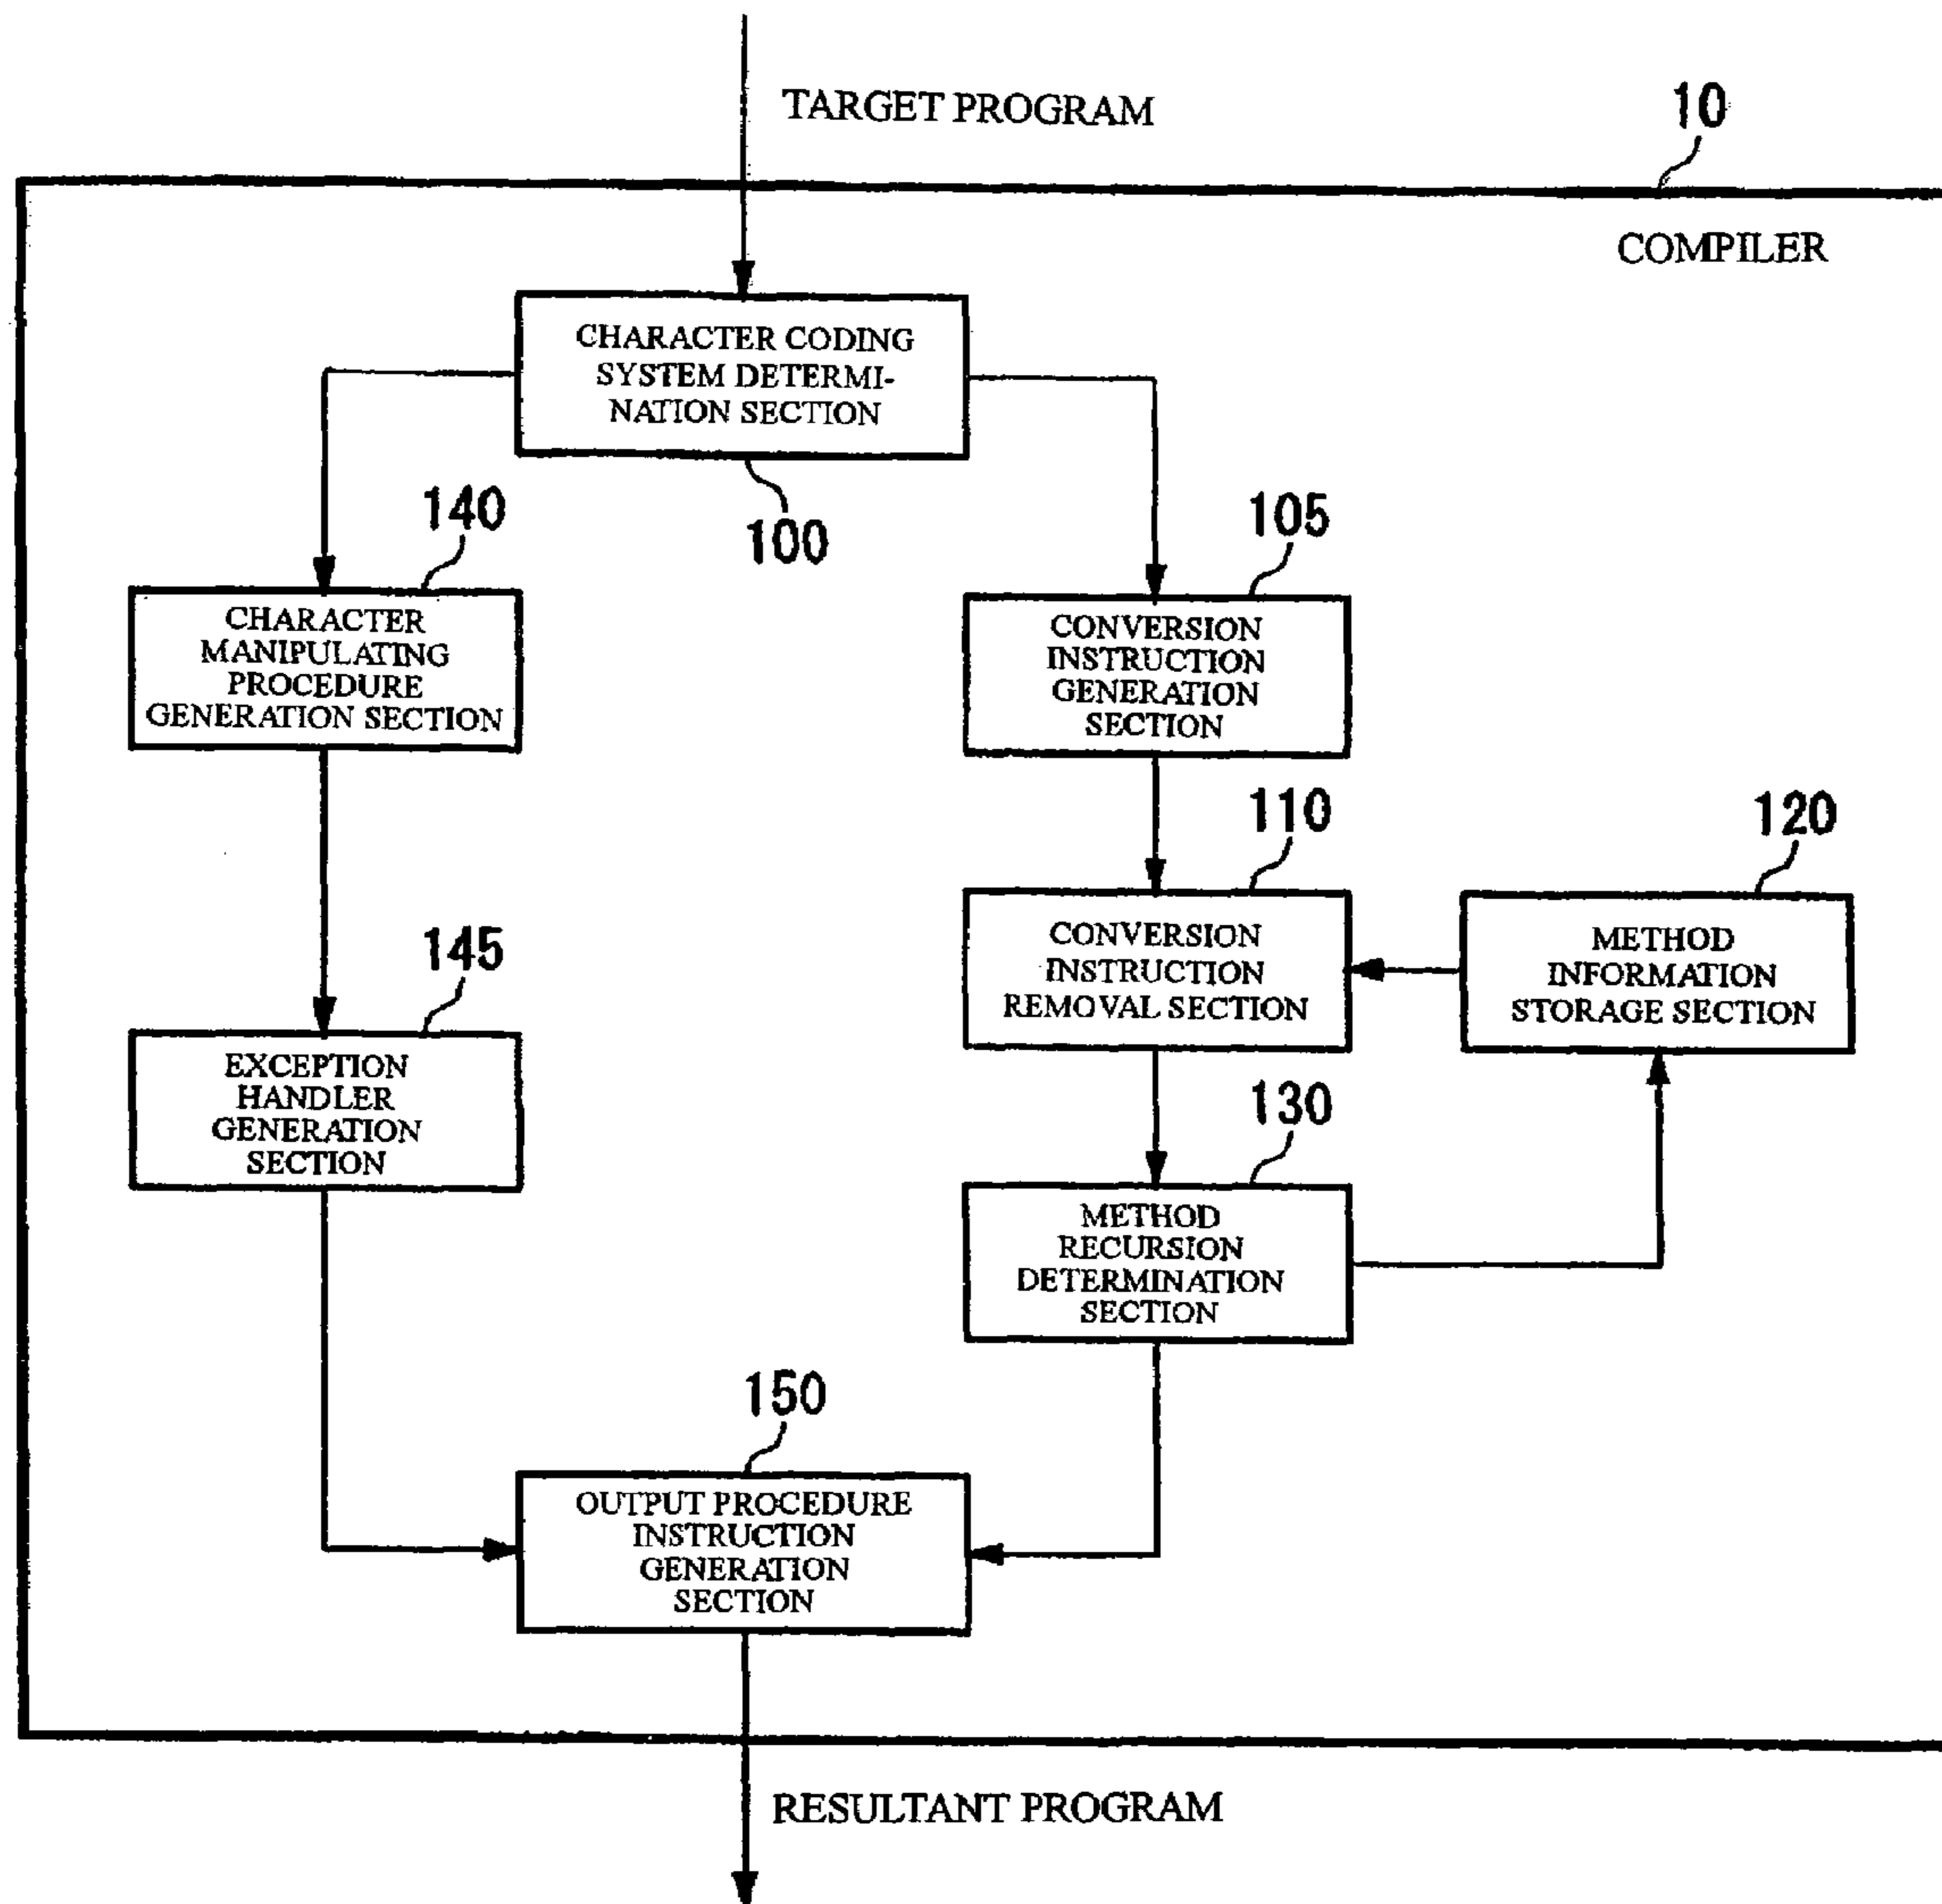 TARGET PROGRAM
10
COMPILER
CHARACTER CODING
SYSTEM DETERMI-
NATION SECTION
100
140
105
CHARACTER
MANIPULATING
PROCEDURE
GENERATION SECTION
CONVERSION
INSTRUCTION
GENERATION
SECTION
110
120
CONVERSION
INSTRUCTION
REMOVAL SECTION
METHOD
INFORMATION
STORAGE SECTION
145
EXCEPTION
HANDLER
GENERATION
SECTION
130
METHOD
RECURSION
DETERMINATION
SECTION
150
OUTPUT PROCEDURE
INSTRUCTION
GENERATION
SECTION
RESULTANT PROGRAM